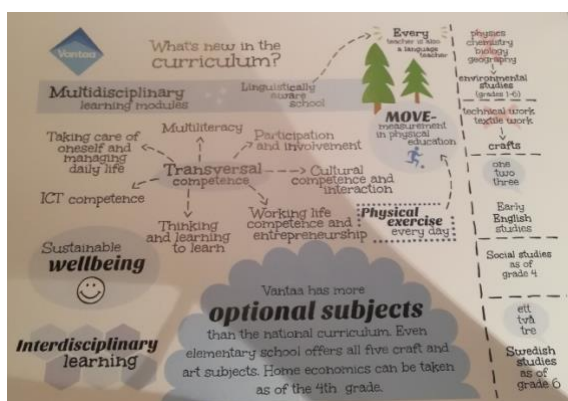 Vantaa
What's new in the
curriculum?
Multidisciplinary
learning modules
Linguistically
aware
school
Every
teacher is also
a language
teacher
MOVE-
measurement
in physical
education
Multiliteracy
Taking care of
oneself and
managing
daily life
Participation
and involvement
Transversal
competence
Cultural
competence and
interaction
ICT competence
Thinking
and learning
to learn
Working life
competence and
entrepreneurship
Physical
exercise
every day
Sustainable
wellbeing
Interdisciplinary
learning
Vantaa has more
optional subjects
than the national curriculum. Even
elementary school offers all five craft and
art subjects. Home economics can be taken
as of the 4th grade.
physics
chemistry
biology
geography
environmental
studies
(grades 1-6)
technical work
textile work
crafts
one
two
three
Early
English
studies
Social studies
as of
grade 4
ett
två
tre
Swedish
studies
as of
grade 6